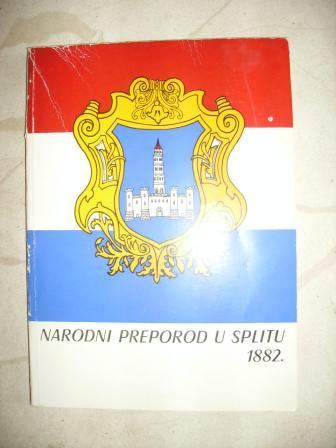 NARODNI PREPOROD U SPLITU
1882.